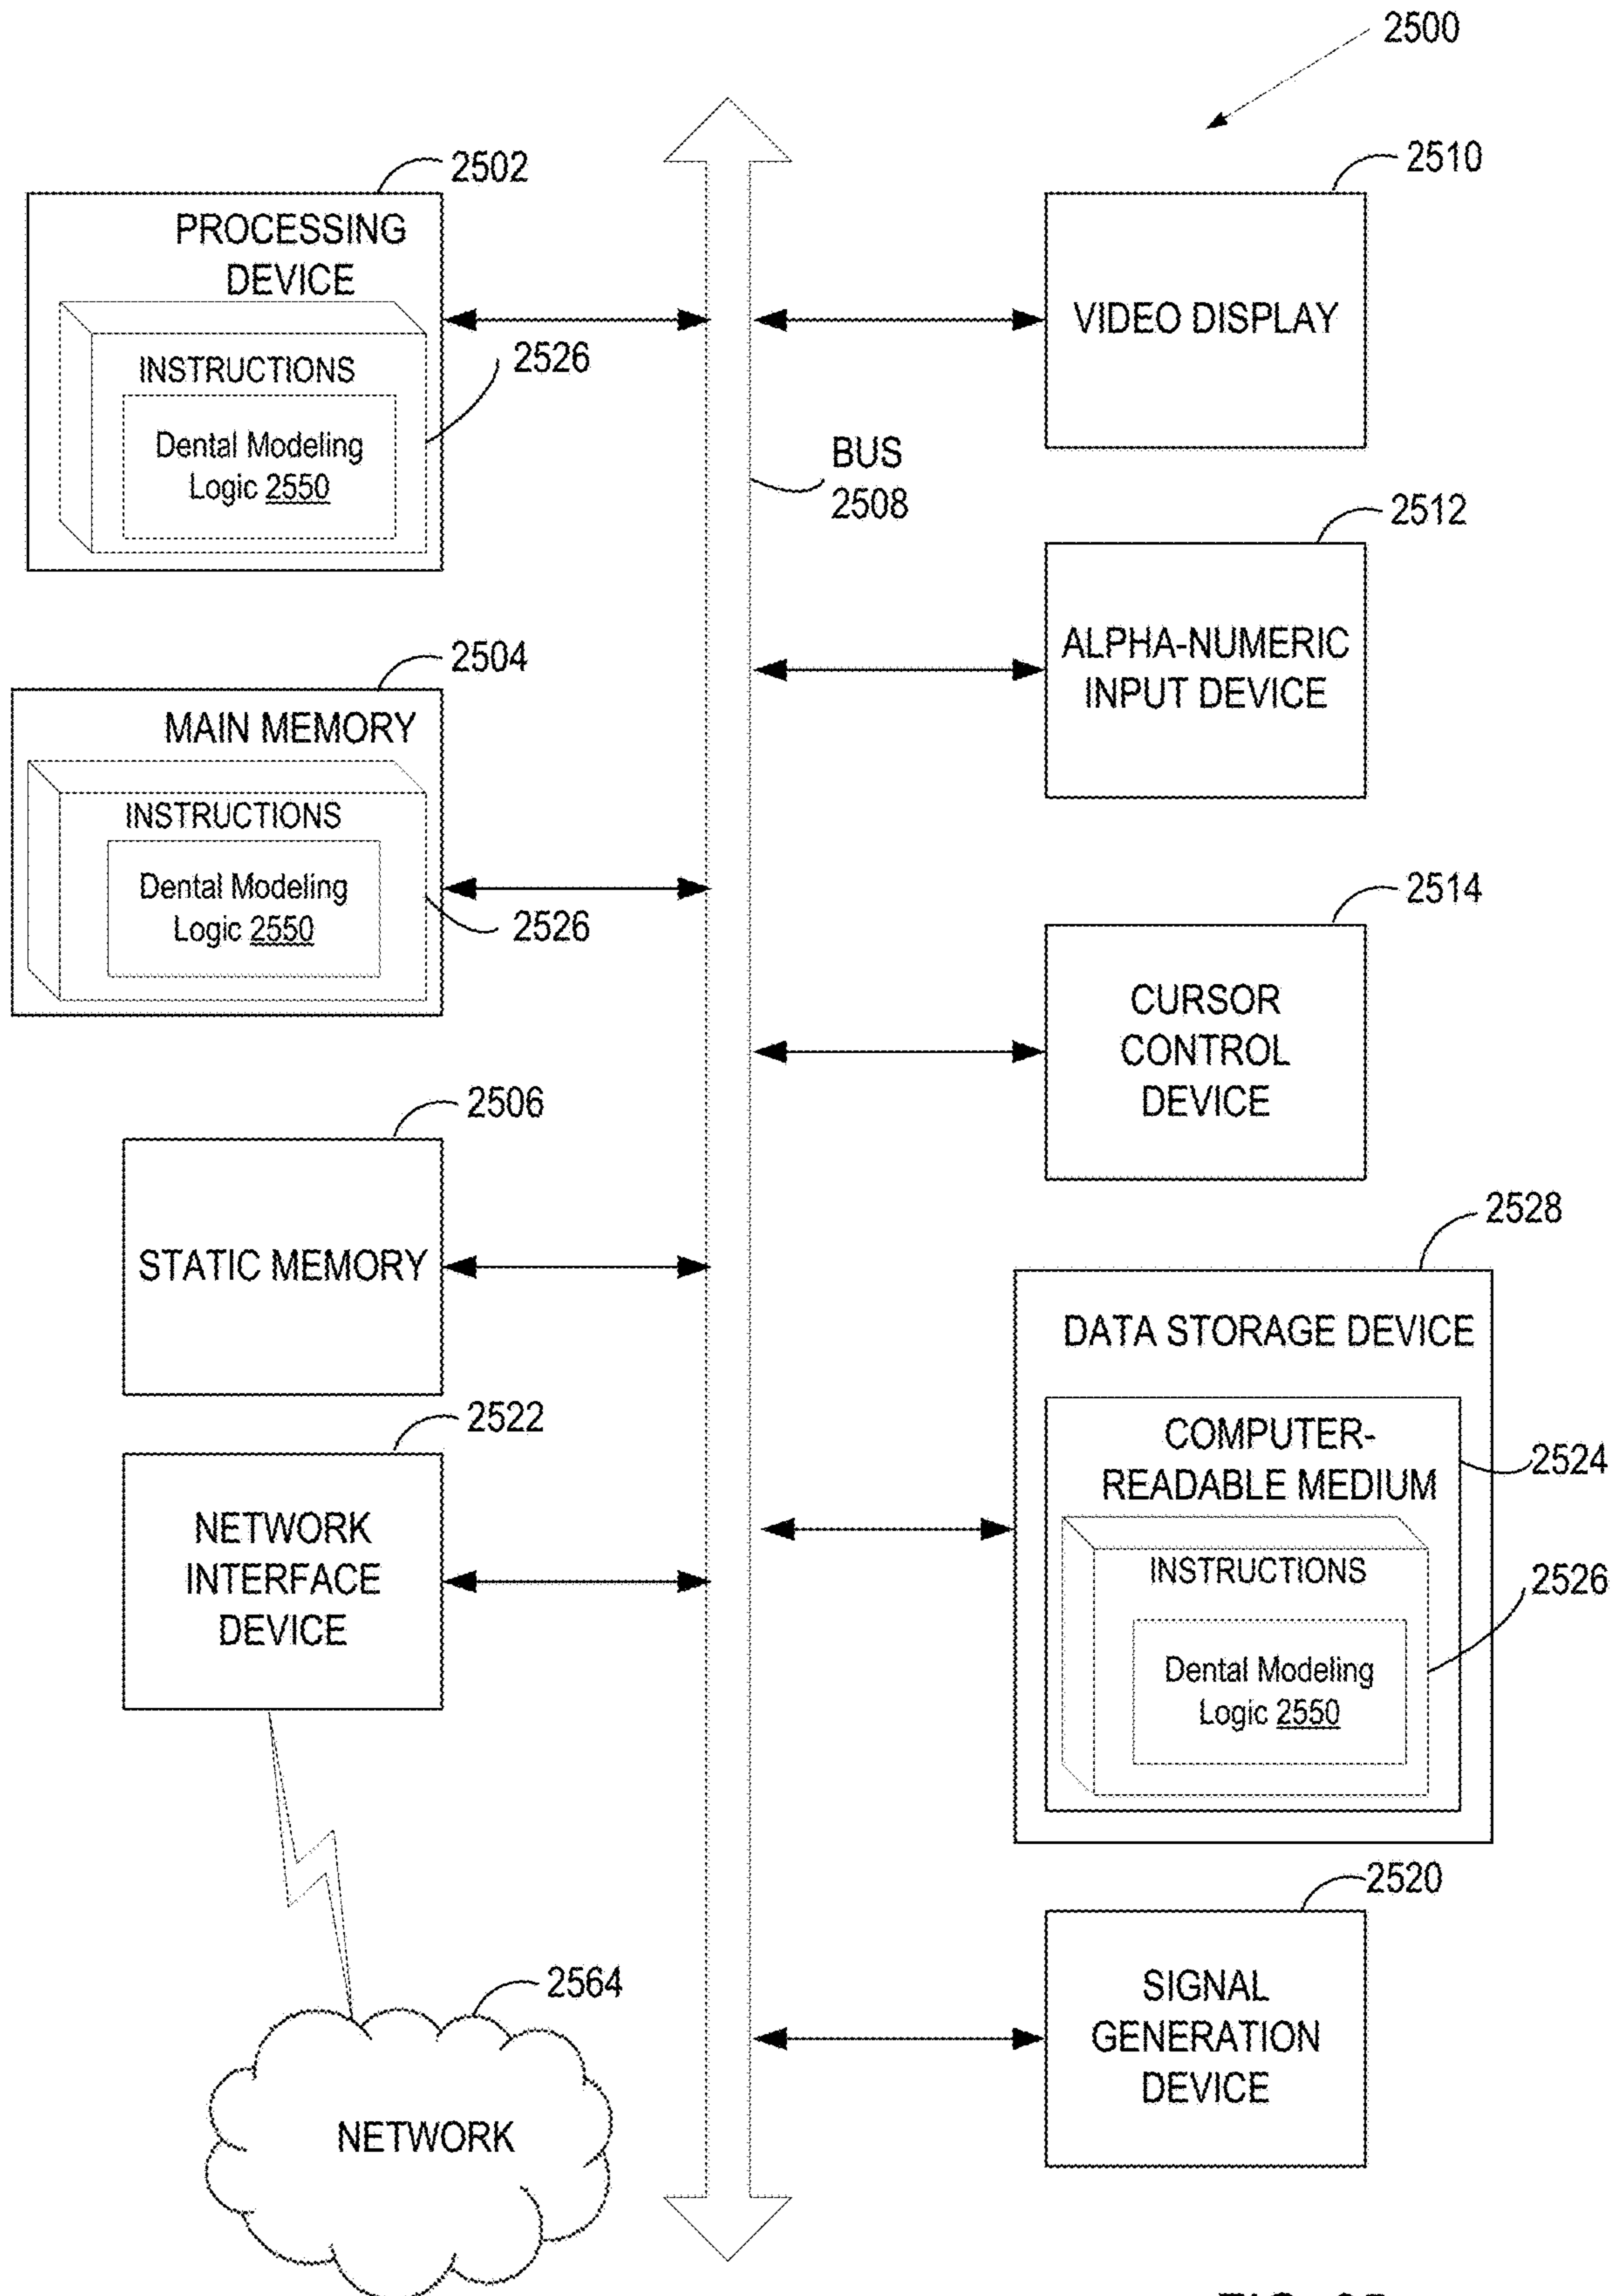 2500
2502
PROCESSING
DEVICE
INSTRUCTIONS
Dental Modeling
Logic 2550
2526
2504
MAIN MEMORY
INSTRUCTIONS
Dental Modeling
Logic 2550
2526
2506
STATIC MEMORY
2522
NETWORK
INTERFACE
DEVICE
2564
NETWORK
BUS
2508
2510
VIDEO DISPLAY
2512
ALPHA-NUMERIC
INPUT DEVICE
2514
CURSOR
CONTROL
DEVICE
2528
DATA STORAGE DEVICE
COMPUTER-
READABLE MEDIUM
2524
INSTRUCTIONS
2526
Dental Modeling
Logic 2550
2520
SIGNAL
GENERATION
DEVICE